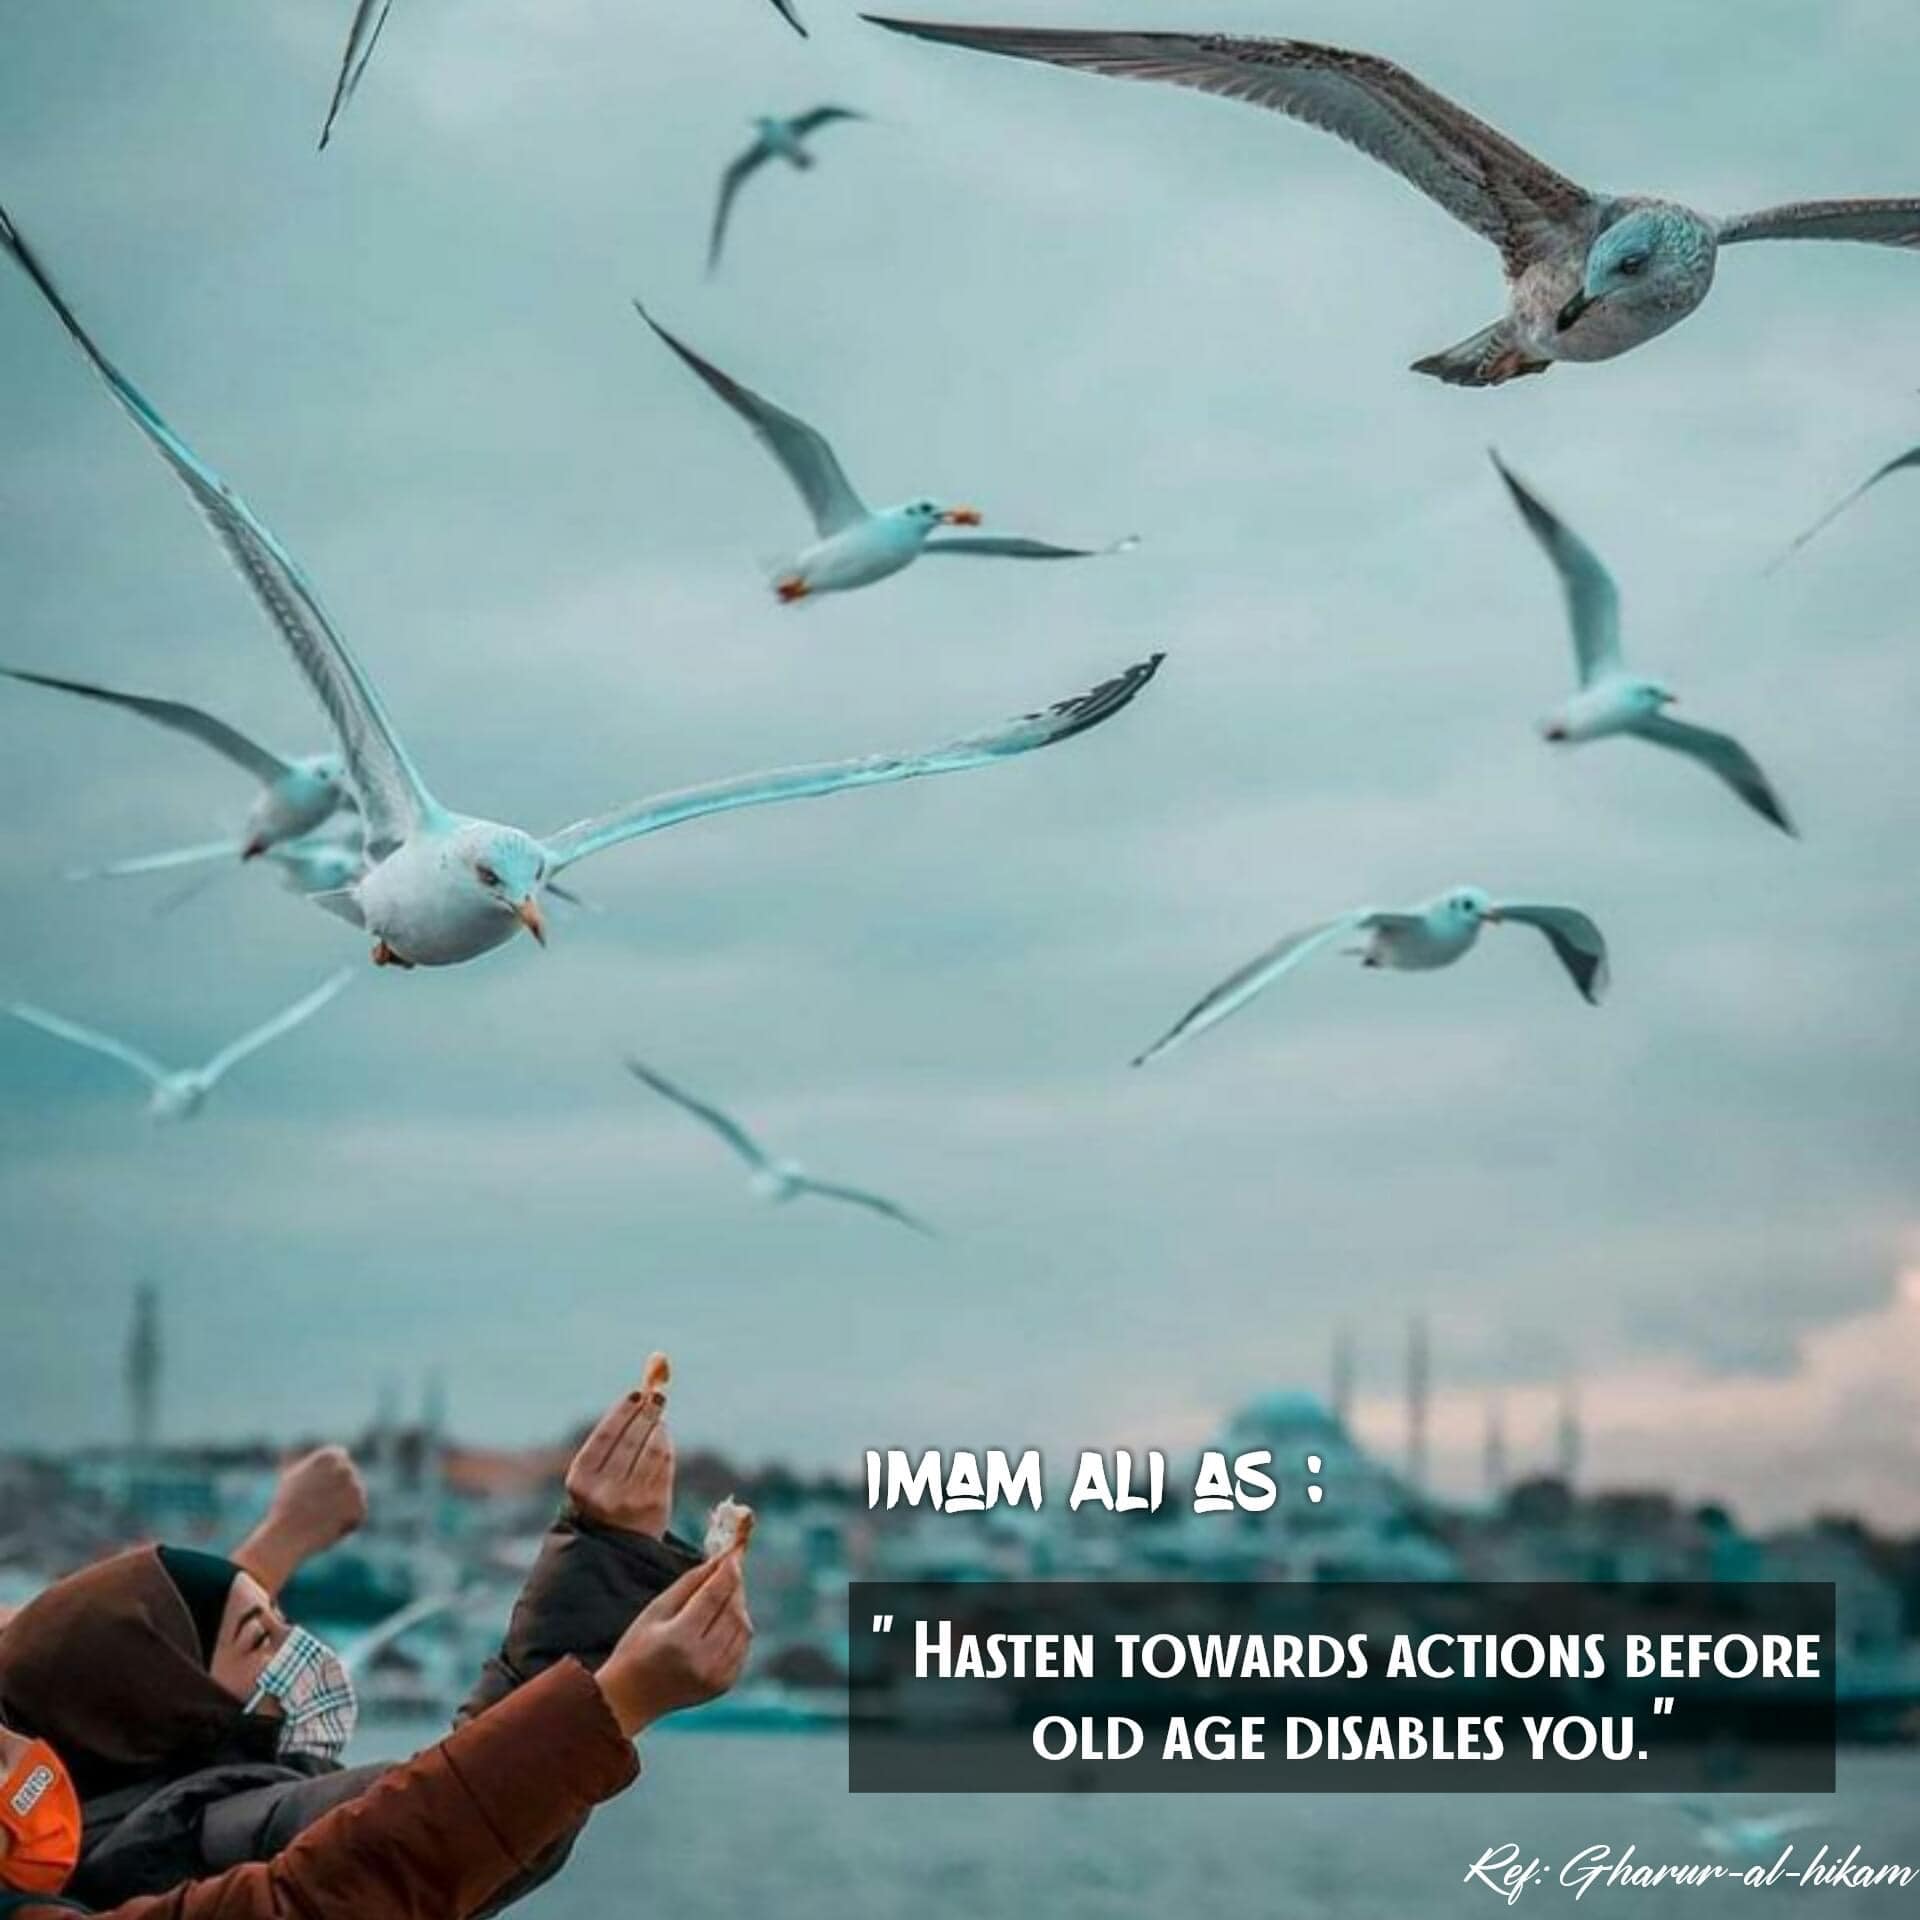 IMAM ALI AS :
" HASTEN TOWARDS ACTIONS BEFORE
OLD AGE DISABLES YOU."
Ref: Gharur-al-hikam